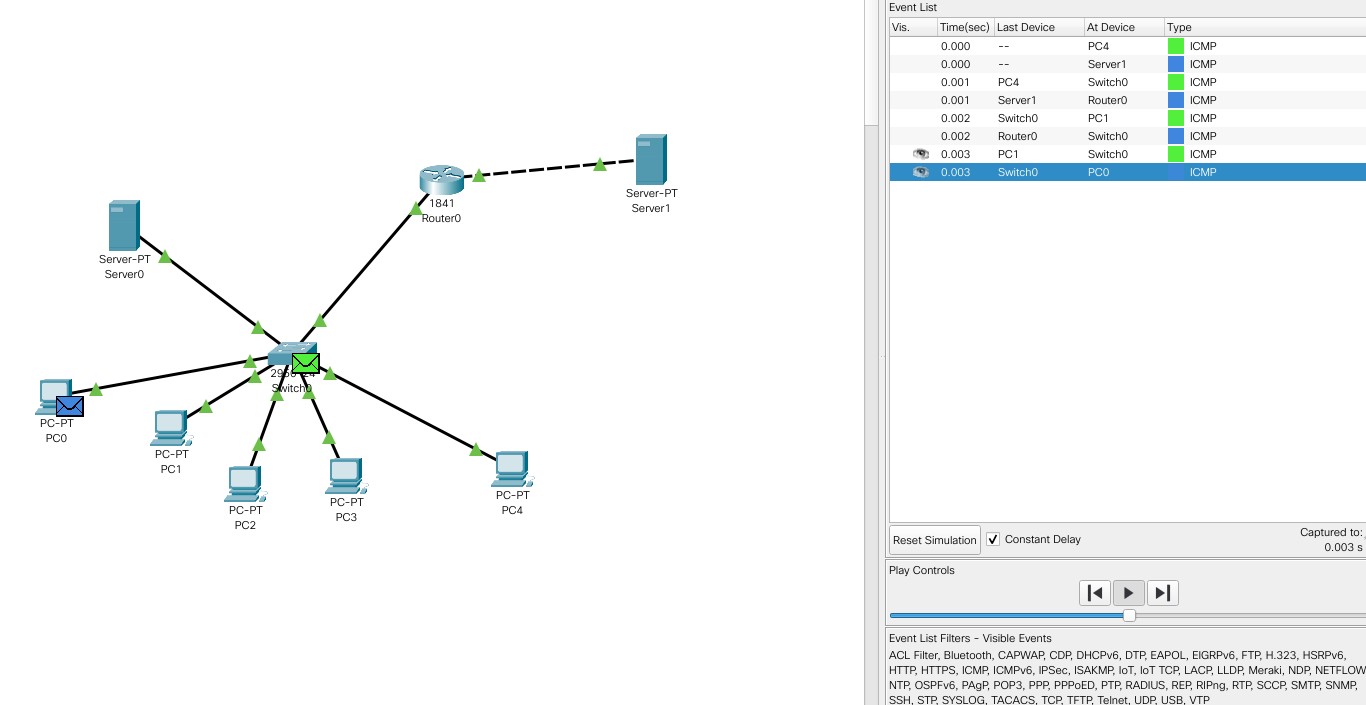 Server-PT
Server0
1841
Router0
Server-PT
Server1
Switch0
PC-PT
PC0
PC-PT
PC1
PC-PT
PC2
PC-PT
PC3
PC-PT
PC4
Event List
Vis. Time(sec) Last Device At Device Type
0.000 -- PC4 ICMP
0.000 -- Server1 ICMP
0.001 PC4 Switch0 ICMP
0.001 Server1 Router0 ICMP
0.002 Switch0 PC1 ICMP
0.002 Router0 Switch0 ICMP
0.003 PC1 Switch0 ICMP
0.003 Switch0 PC0 ICMP
Reset Simulation Constant Delay
Captured to:
0.003 s
Play Controls
Event List Filters - Visible Events
ACL Filter, Bluetooth, CAPWAP, CDP, DHCPv6, DTP, EAPOL, EIGRPv6, FTP, H.323, HSRPv6,
HTTP, HTTPS, ICMP, ICMPv6, IPSec, ISAKMP, IoT, IoT TCP, LACP, LLDP, Meraki, NDP, NETFLOW
NTP, OSPFv6, PAgP, POP3, PPP, PPPoED, PTP, RADIUS, REP, RIPng, RTP, SCCP, SMTP, SNMP,
SSH, STP, SYSLOG, TACACS, TCP, TFTP, Telnet, UDP, USB, VTP